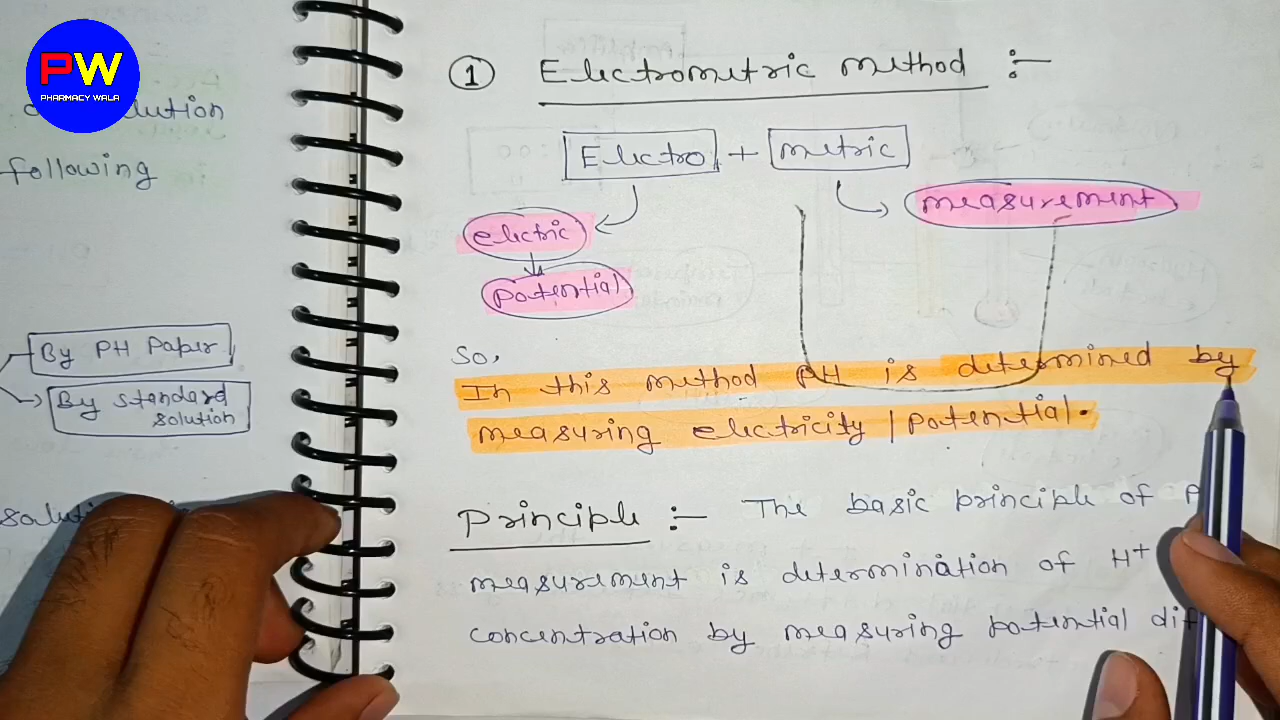 PW
PHARMACY WALA
solution
following
By PH Paper
By standard
solution
① Electrometric method :-
Electro + metric
measurement
electric
potential
So,
In this method PH is determined by
measuring electricity / potential.
Principle :- The basic principle of P
measurement is determination of H+
concentration by measuring potential dif